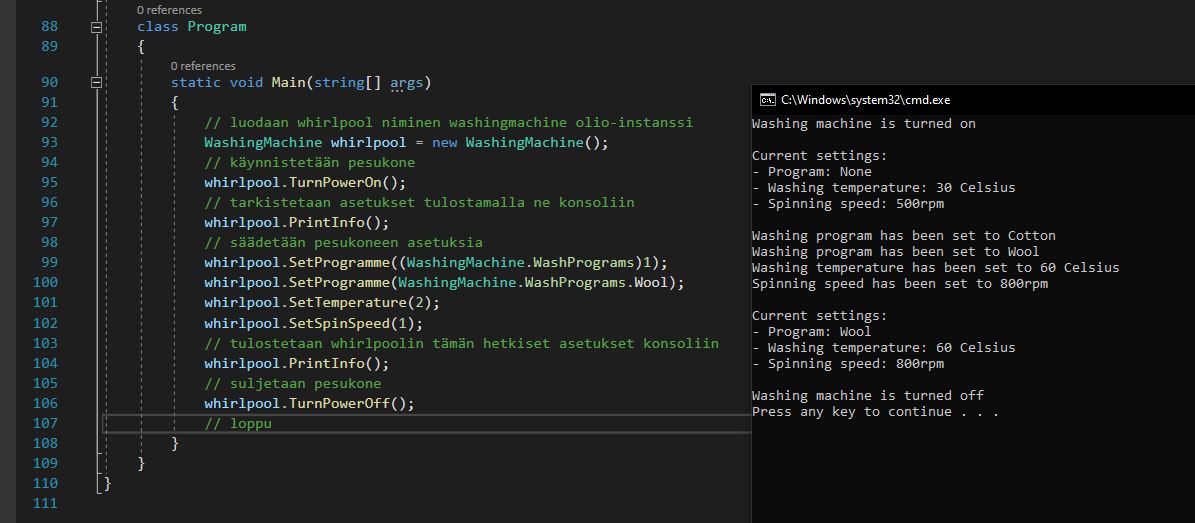 0 references
88 class Program
89 {
0 references
90 static void Main(string[] args)
91 {
92 // luodaan whirlpool niminen washingmachine olio-instanssi
93 WashingMachine whirlpool = new WashingMachine();
94 // käynnistetään pesukone
95 whirlpool.TurnPowerOn();
96 // tarkistetaan asetukset tulostamalla ne konsoliin
97 whirlpool.PrintInfo();
98 // säädetään pesukoneen asetuksia
99 whirlpool.SetProgramme((WashingMachine.WashPrograms)1);
100 whirlpool.SetProgramme(WashingMachine.WashPrograms.Wool);
101 whirlpool.SetTemperature(2);
102 whirlpool.SetSpinSpeed(1);
103 // tulostetaan whirlpoolin tämän hetkiset asetukset konsoliin
104 whirlpool.PrintInfo();
105 // suljetaan pesukone
106 whirlpool.TurnPowerOff();
107 // loppu
108 }
109 }
110 }
111
C:\Windows\system32\cmd.exe
Washing machine is turned on
Current settings:
- Program: None
- Washing temperature: 30 Celsius
- Spinning speed: 500rpm
Washing program has been set to Cotton
Washing program has been set to Wool
Washing temperature has been set to 60 Celsius
Spinning speed has been set to 800rpm
Current settings:
- Program: Wool
- Washing temperature: 60 Celsius
- Spinning speed: 800rpm
Washing machine is turned off
Press any key to continue . . .